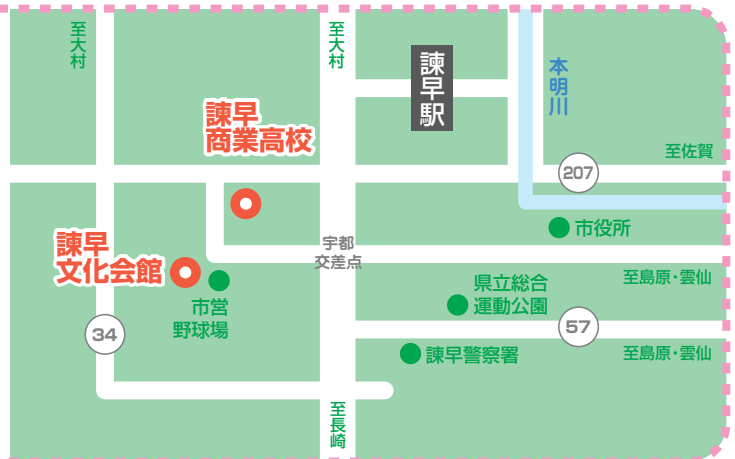 至大村
至大村
諫早駅
本明川
諫早
商業高校
至佐賀
207
諫早
文化会館
市役所
宇都
交差点
市営
野球場
県立総合
運動公園
至島原・雲仙
34
57
諫早警察署
至島原・雲仙
至長崎